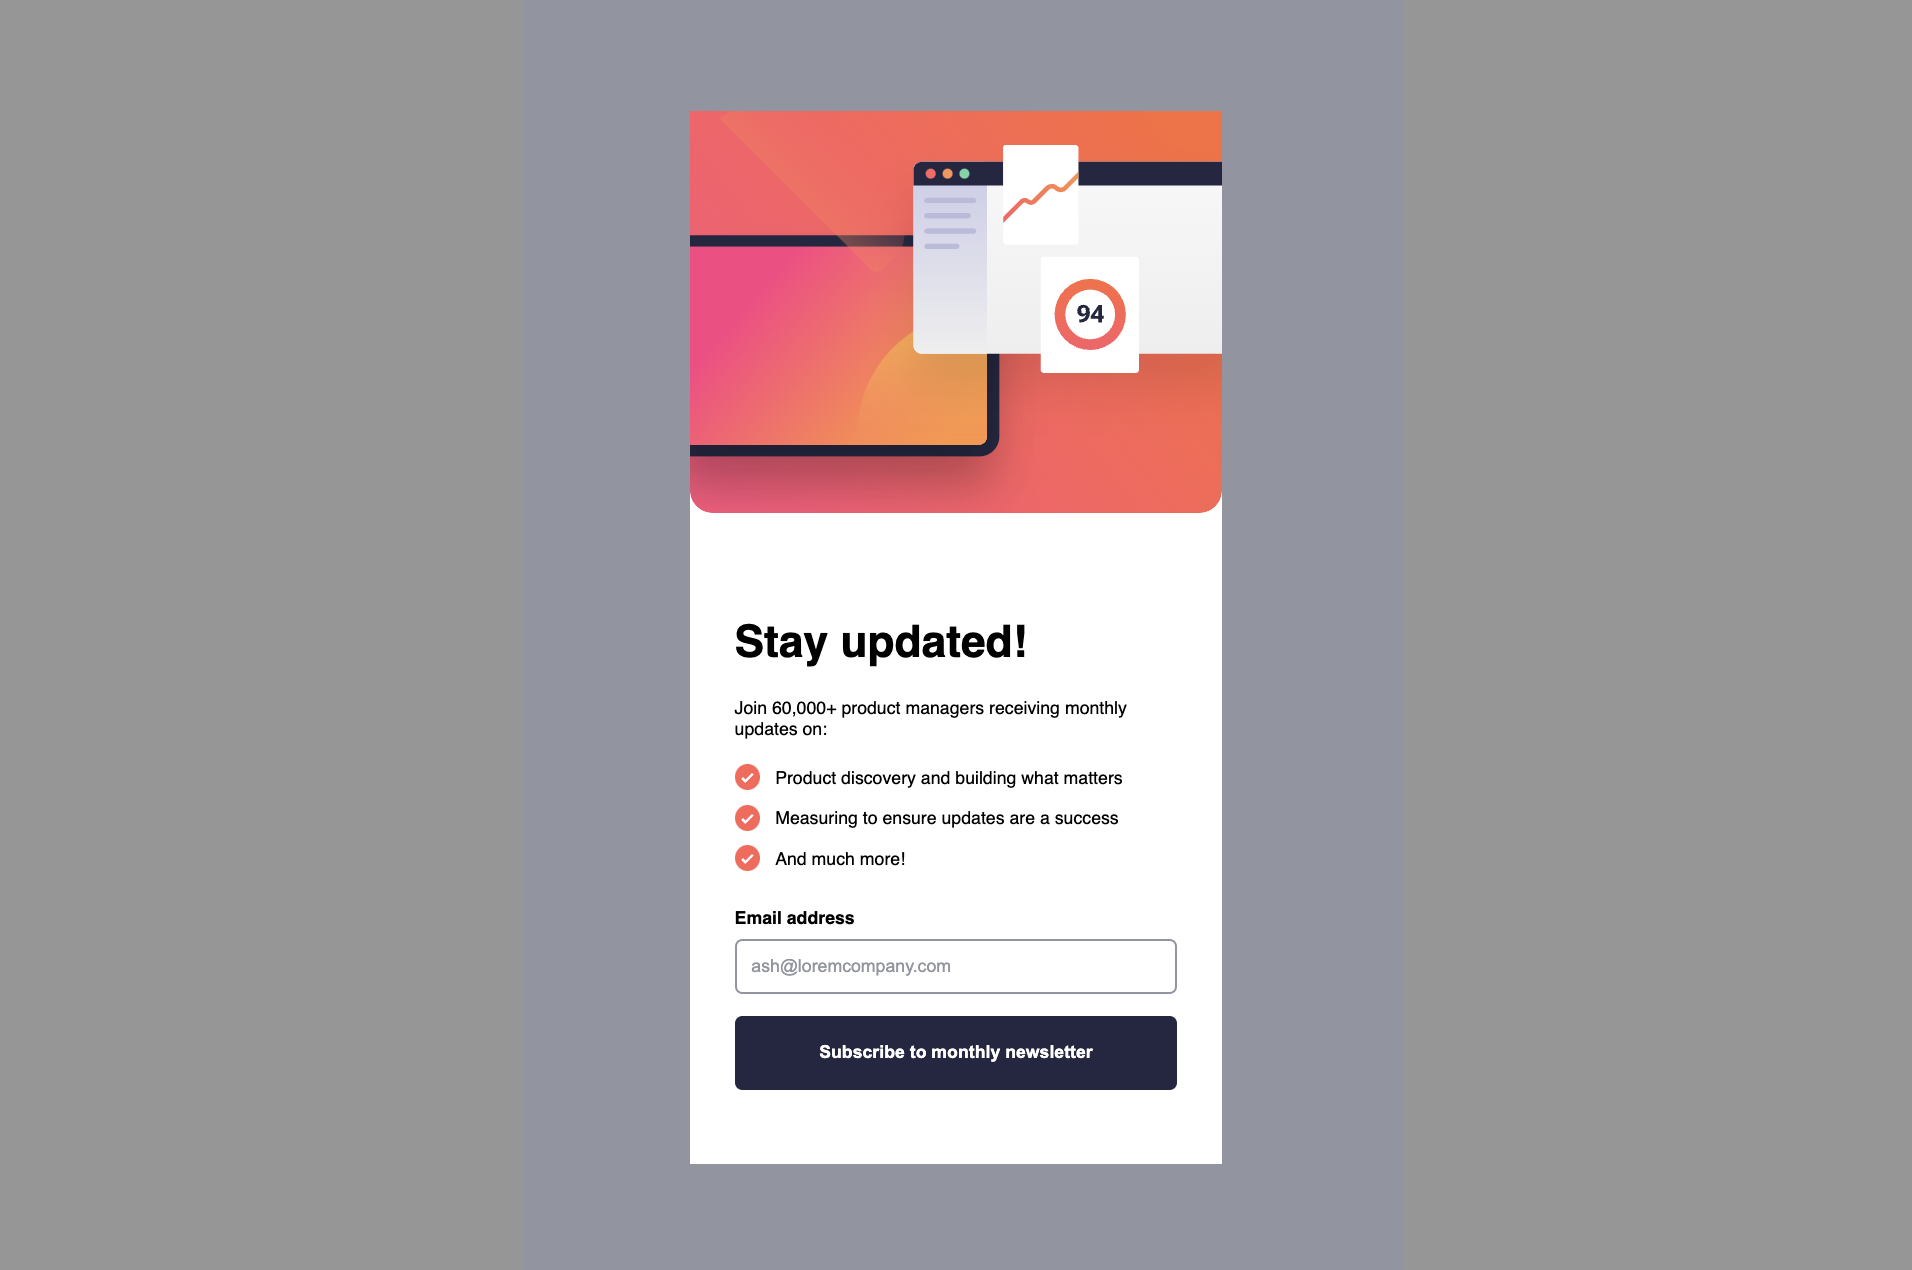 94
Stay updated!
Join 60,000+ product managers receiving monthly
updates on:
Product discovery and building what matters
Measuring to ensure updates are a success
And much more!
Email address
ash@loremcompany.com
Subscribe to monthly newsletter